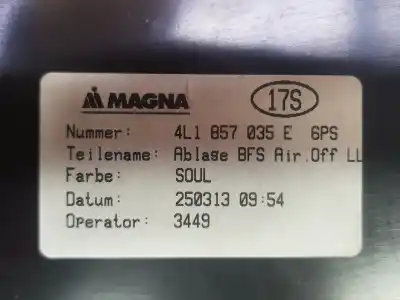 MAGNA 17S
Nummer: 4L1 857 035 E 6PS
Teilename: Ablage BFS Air.Off LL
Farbe: SOUL
Datum: 250313 09:54
Operator: 3449